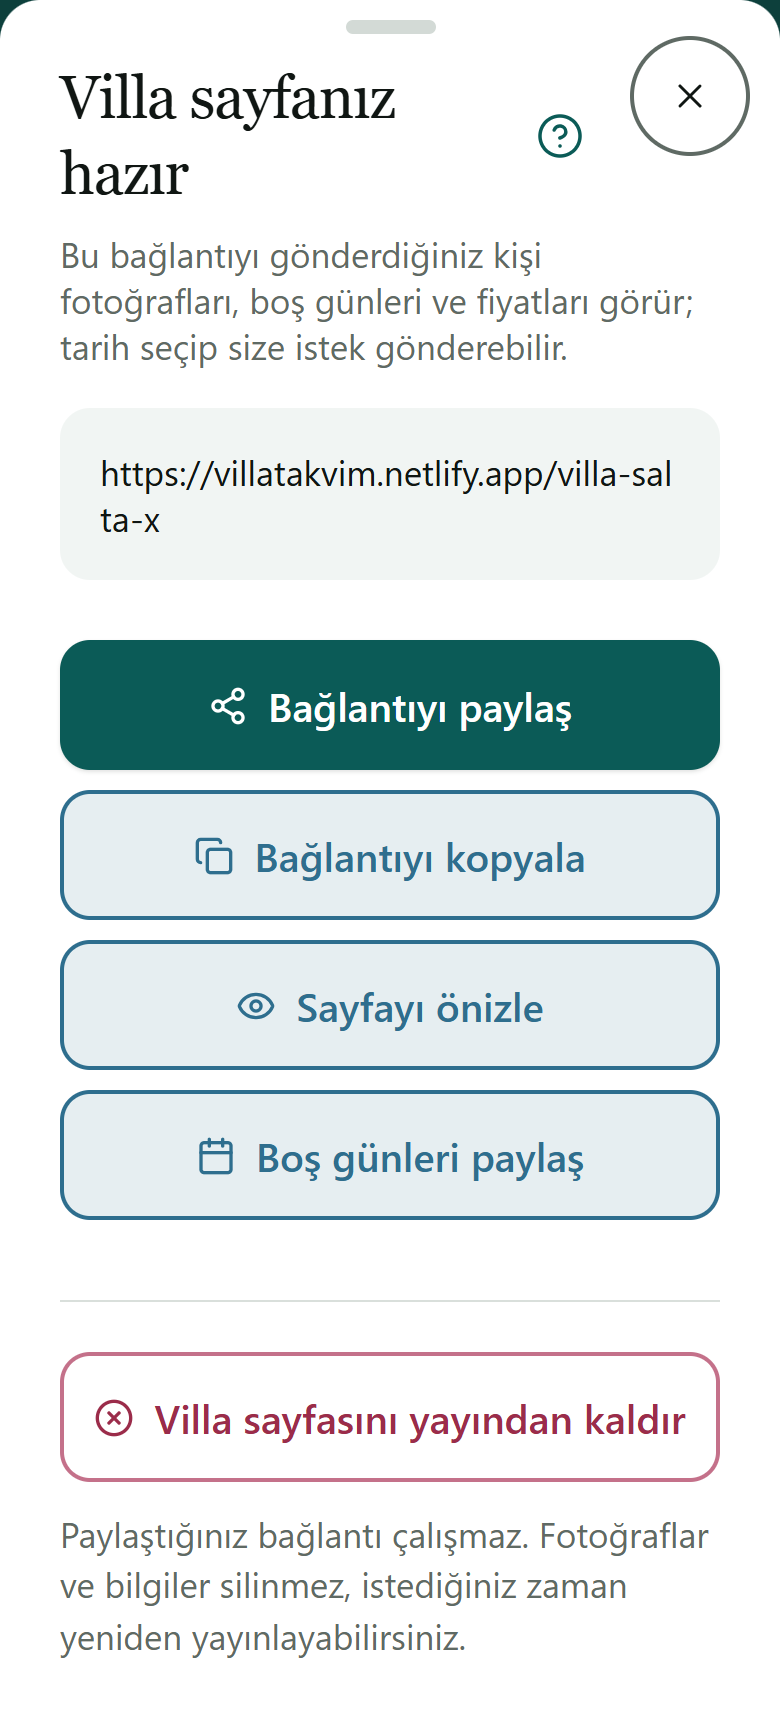 Villa sayfanız
hazır
Bu bağlantıyı gönderdiğiniz kişi
fotoğrafları, boş günleri ve fiyatları görür;
tarih seçip size istek gönderebilir.
https://villatakvim.netlify.app/villa-sal
ta-x
Bağlantıyı paylaş
Bağlantıyı kopyala
Sayfayı önizle
Boş günleri paylaş
Villa sayfasını yayından kaldır
Paylaştığınız bağlantı çalışmaz. Fotoğraflar
ve bilgiler silinmez, istediğiniz zaman
yeniden yayınlayabilirsiniz.